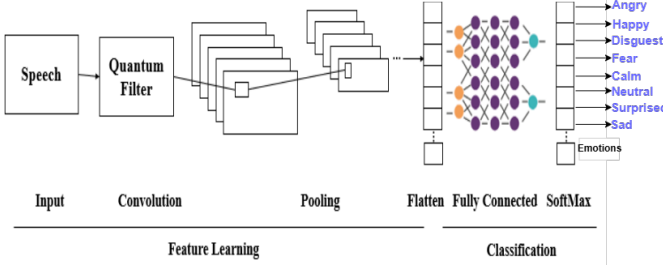 Angry
Happy
Disguest
Fear
Calm
Neutral
Surprised
Sad
Emotions
Speech
Quantum
Filter
...
Input Convolution Pooling Flatten Fully Connected SoftMax
Feature Learning Classification